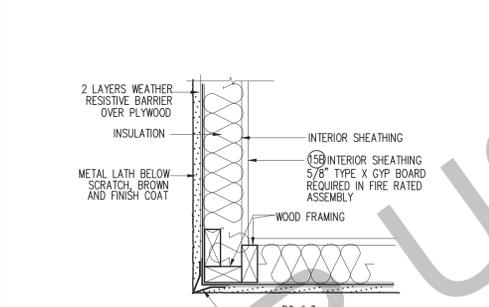 2 LAYERS WEATHER
RESISTIVE BARRIER
OVER PLYWOOD
INSULATION
METAL LATH BELOW
SCRATCH, BROWN
AND FINISH COAT
INTERIOR SHEATHING
15B INTERIOR SHEATHING
5/8" TYPE X GYP BOARD
REQUIRED IN FIRE RATED
ASSEMBLY
WOOD FRAMING